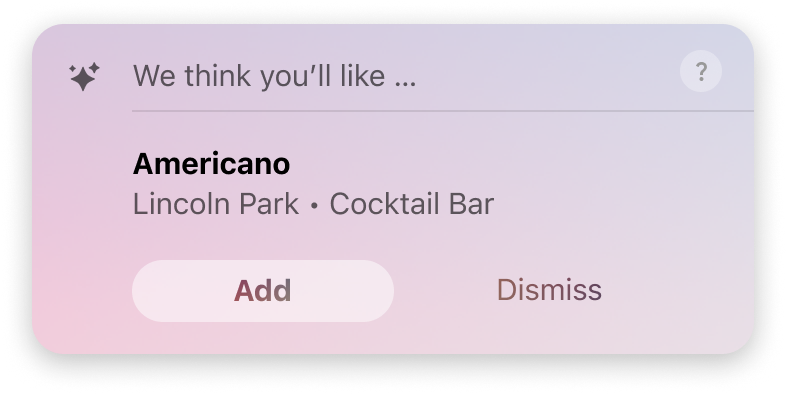 We think you’ll like ...
?
Americano
Lincoln Park • Cocktail Bar
Add
Dismiss